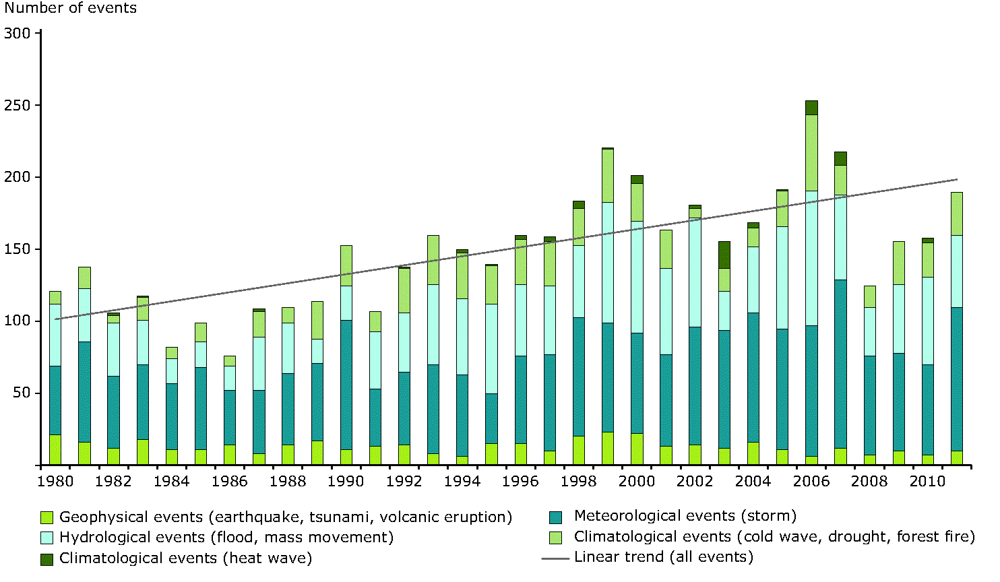 Number of events
300
250
200
150
100
50
1980 1982 1984 1986 1988 1990 1992 1994 1996 1998 2000 2002 2004 2006 2008 2010
Geophysical events (earthquake, tsunami, volcanic eruption)
Meteorological events (storm)
Hydrological events (flood, mass movement)
Climatological events (cold wave, drought, forest fire)
Climatological events (heat wave)
Linear trend (all events)